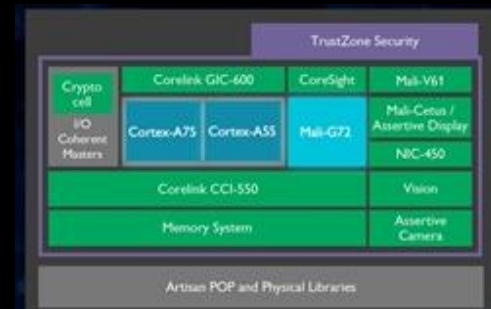 TrustZone Security
Crypto
cell
I/O
Coherent
Masters
Corelink GIC-600
CoreSight
Mali-V61
Cortex-A75
Cortex-A55
Mali-G72
Mali-Cetus /
Assertive Display
NIC-450
Corelink CCI-550
Vision
Memory System
Assertive
Camera
Artisan POP and Physical Libraries